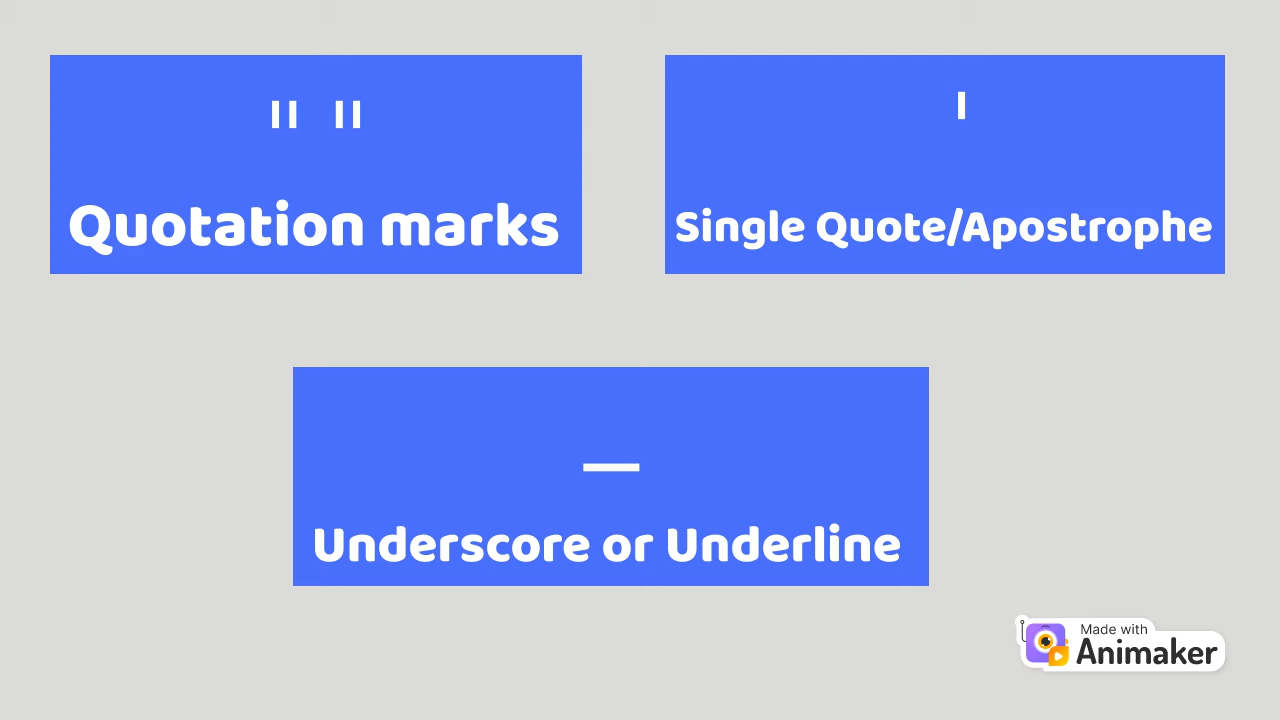 " "
Quotation marks
'
Single Quote/Apostrophe
_
Underscore or Underline
Made with
Animaker